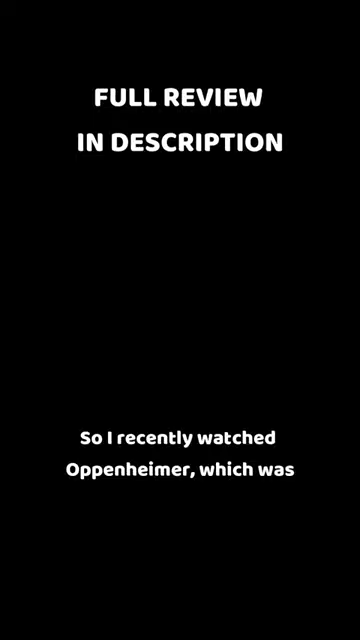 FULL REVIEW
IN DESCRIPTION
So I recently watched
Oppenheimer, which was